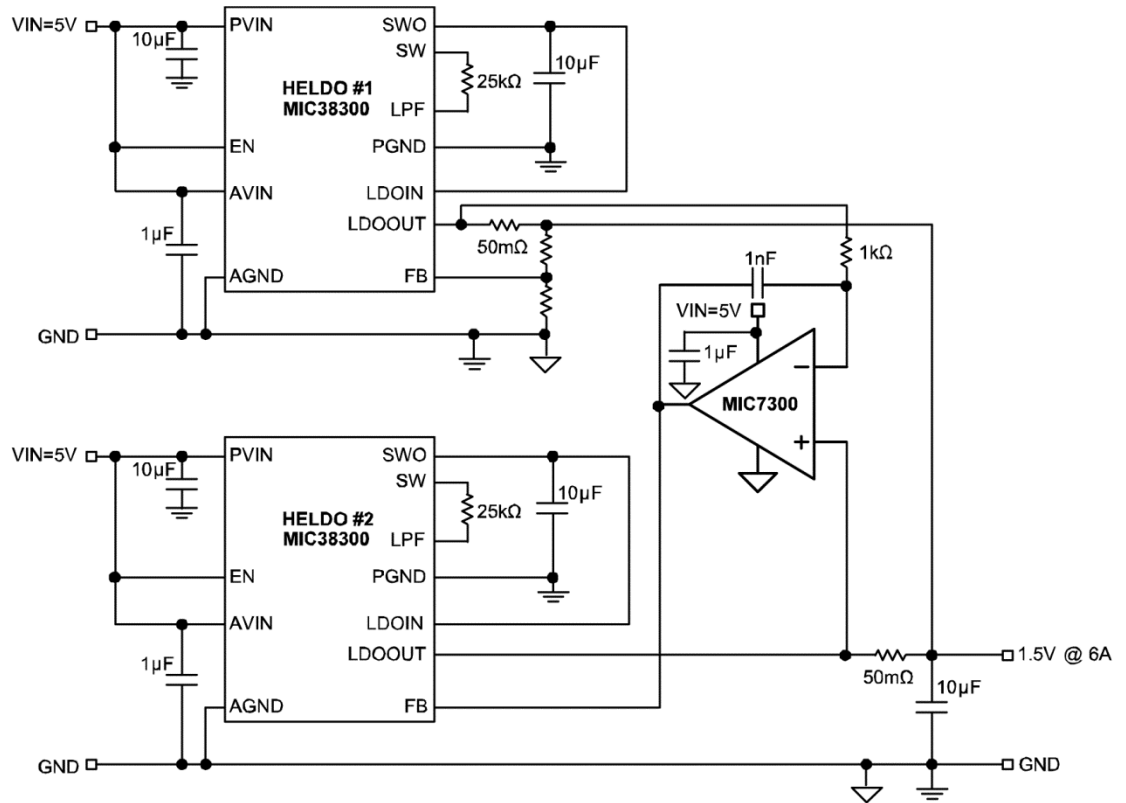 VIN=5V
10µF
PVIN
SWO
SW
25kΩ
LPF
10µF
HELDO #1
MIC38300
EN
PGND
AVIN
LDOIN
1µF
LDOOUT
50mΩ
1kΩ
AGND
FB
1nF
VIN=5V
GND
1µF
MIC7300
−
+
VIN=5V
10µF
PVIN
SWO
SW
25kΩ
LPF
10µF
HELDO #2
MIC38300
EN
PGND
AVIN
LDOIN
1µF
LDOOUT
50mΩ
1.5V @ 6A
10µF
AGND
FB
GND
GND